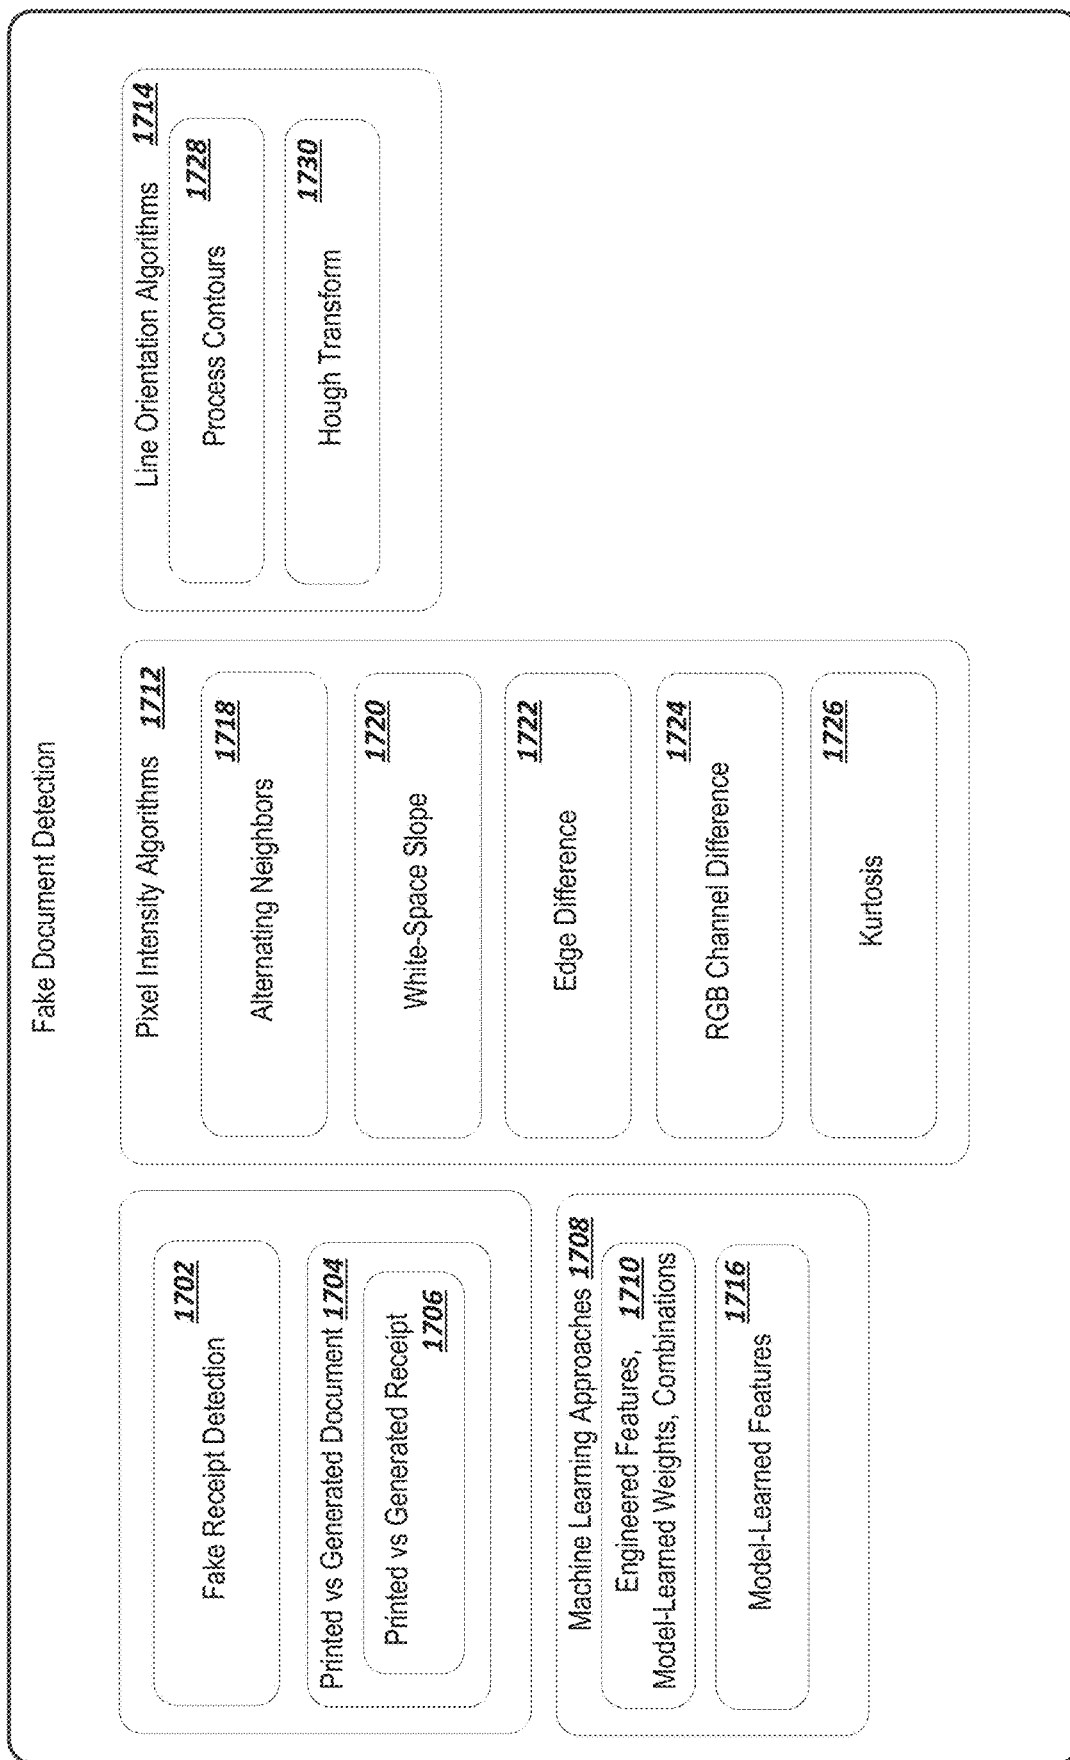 Fake Document Detection
1702
Fake Receipt Detection
Printed vs Generated Document 1704
Printed vs Generated Receipt
1706
Machine Learning Approaches 1708
Engineered Features, 1710
Model-Learned Weights, Combinations
1716
Model-Learned Features
Pixel Intensity Algorithms 1712
1718
Alternating Neighbors
1720
White-Space Slope
1722
Edge Difference
1724
RGB Channel Difference
1726
Kurtosis
Line Orientation Algorithms 1714
1728
Process Contours
1730
Hough Transform